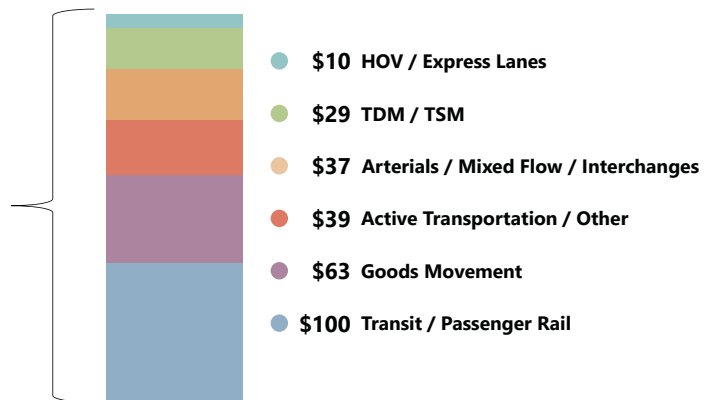 $10 HOV / Express Lanes
$29 TDM / TSM
$37 Arterials / Mixed Flow / Interchanges
$39 Active Transportation / Other
$63 Goods Movement
$100 Transit / Passenger Rail